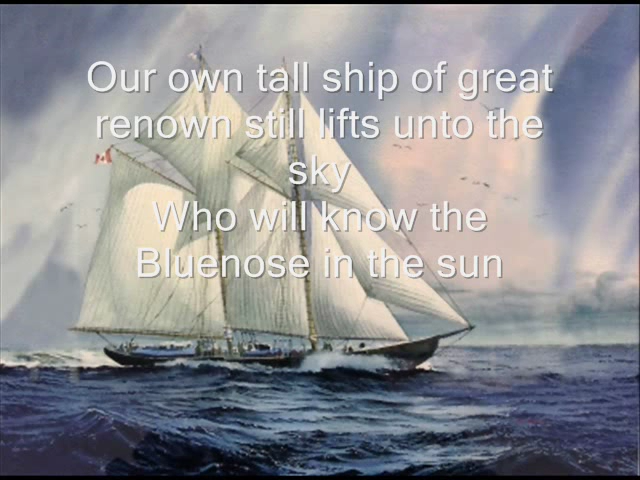 Our own tall ship of great
renown still lifts unto the
sky
Who will know the
Bluenose in the sun